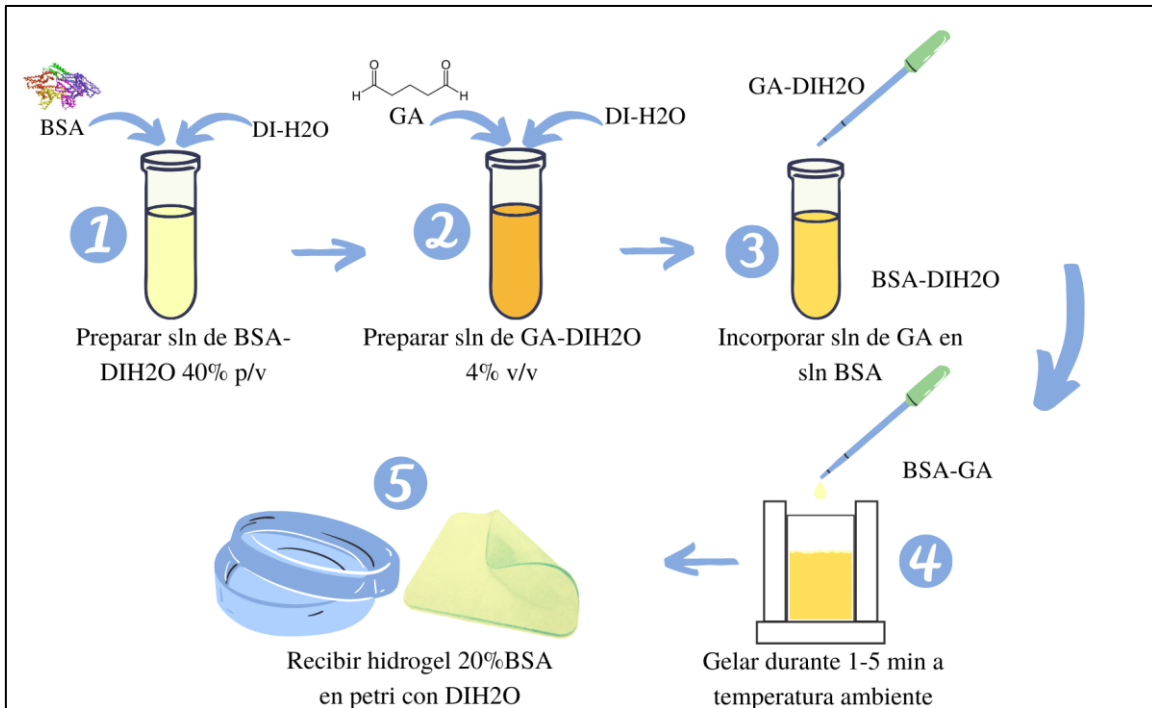 O O
H H
BSA
DI-H2O
GA
DI-H2O
GA-DIH2O
1
2
3
BSA-DIH2O
Preparar sln de BSA-
DIH2O 40% p/v
Preparar sln de GA-DIH2O
4% v/v
Incorporar sln de GA en
sln BSA
BSA-GA
4
Gelar durante 1-5 min a
temperatura ambiente
5
Recibir hidrogel 20%BSA
en petri con DIH2O